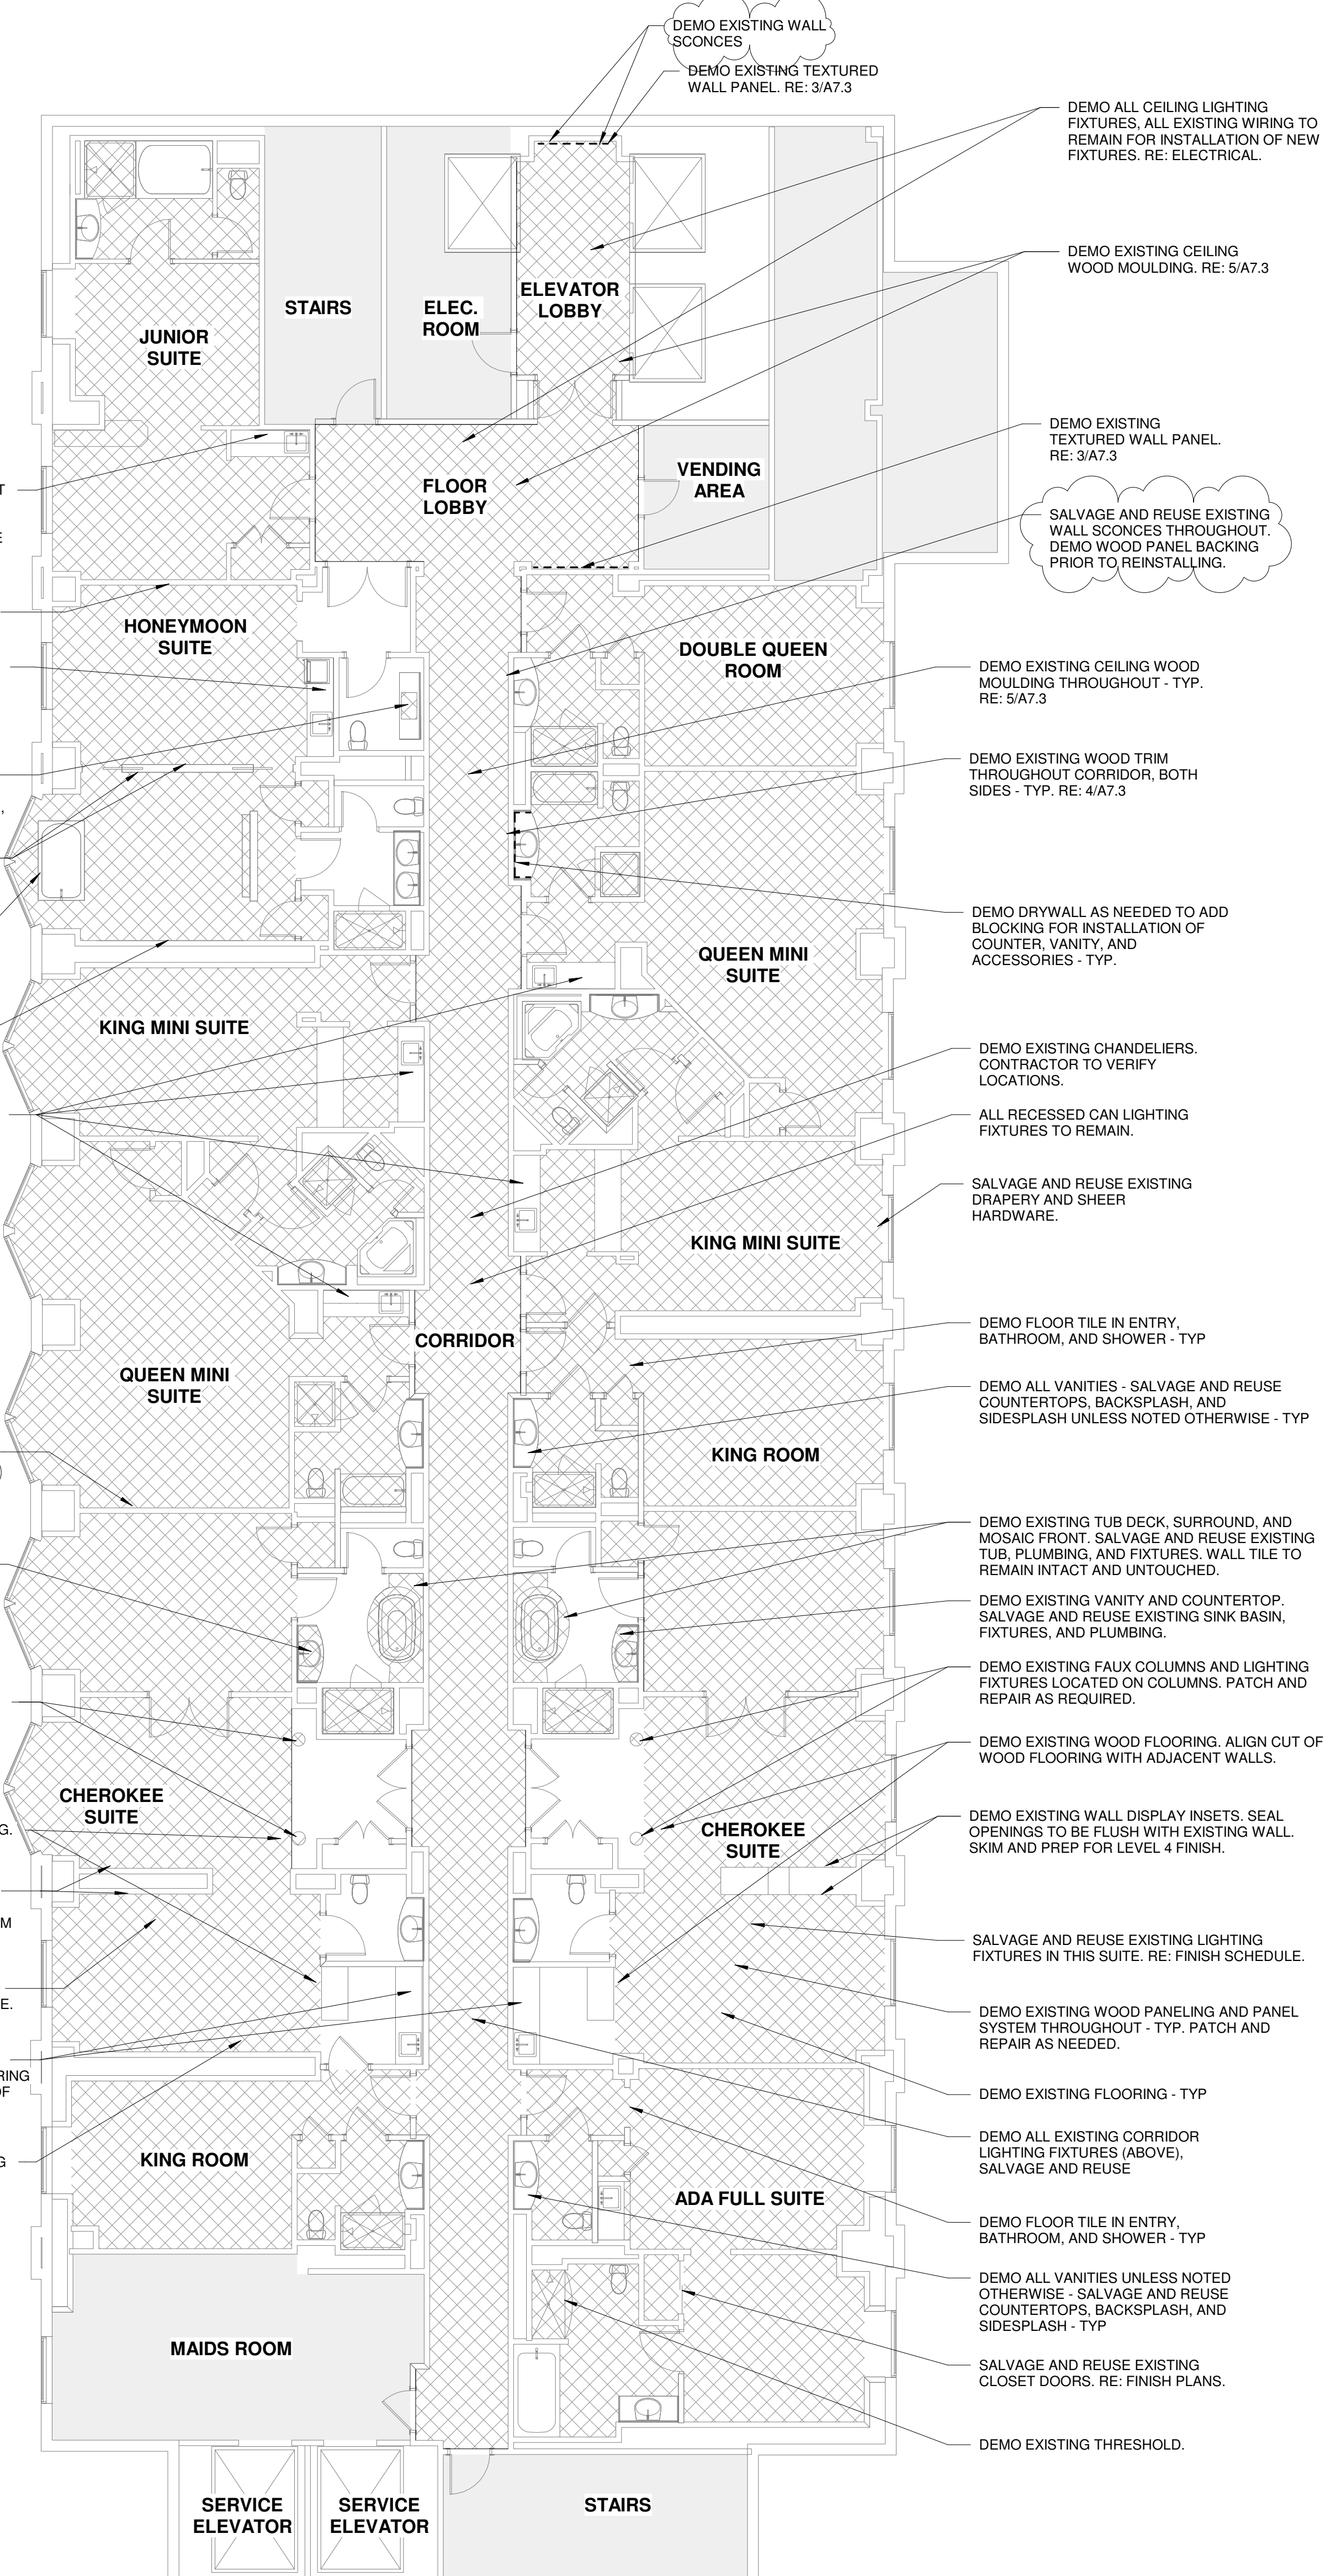 DEMO EXISTING WALL
SCONCES
DEMO EXISTING TEXTURED
WALL PANEL. RE: 3/A7.3
DEMO ALL CEILING LIGHTING
FIXTURES, ALL EXISTING WIRING TO
REMAIN FOR INSTALLATION OF NEW
FIXTURES. RE: ELECTRICAL.
DEMO EXISTING CEILING
WOOD MOULDING. RE: 5/A7.3
STAIRS
ELEC.
ROOM
ELEVATOR
LOBBY
JUNIOR
SUITE
DEMO EXISTING
TEXTURED WALL PANEL.
RE: 3/A7.3
VENDING
AREA
FLOOR
LOBBY
T
E
SALVAGE AND REUSE EXISTING
WALL SCONCES THROUGHOUT.
DEMO WOOD PANEL BACKING
PRIOR TO REINSTALLING.
HONEYMOON
SUITE
DOUBLE QUEEN
ROOM
DEMO EXISTING CEILING WOOD
MOULDING THROUGHOUT - TYP.
RE: 5/A7.3
DEMO EXISTING WOOD TRIM
THROUGHOUT CORRIDOR, BOTH
SIDES - TYP. RE: 4/A7.3
,
DEMO DRYWALL AS NEEDED TO ADD
BLOCKING FOR INSTALLATION OF
COUNTER, VANITY, AND
ACCESSORIES - TYP.
QUEEN MINI
SUITE
KING MINI SUITE
DEMO EXISTING CHANDELIERS.
CONTRACTOR TO VERIFY
LOCATIONS.
ALL RECESSED CAN LIGHTING
FIXTURES TO REMAIN.
SALVAGE AND REUSE EXISTING
DRAPERY AND SHEER
HARDWARE.
KING MINI SUITE
CORRIDOR
DEMO FLOOR TILE IN ENTRY,
BATHROOM, AND SHOWER - TYP
QUEEN MINI
SUITE
DEMO ALL VANITIES - SALVAGE AND REUSE
COUNTERTOPS, BACKSPLASH, AND
SIDESPLASH UNLESS NOTED OTHERWISE - TYP
KING ROOM
)
DEMO EXISTING TUB DECK, SURROUND, AND
MOSAIC FRONT. SALVAGE AND REUSE EXISTING
TUB, PLUMBING, AND FIXTURES. WALL TILE TO
REMAIN INTACT AND UNTOUCHED.
DEMO EXISTING VANITY AND COUNTERTOP.
SALVAGE AND REUSE EXISTING SINK BASIN,
FIXTURES, AND PLUMBING.
DEMO EXISTING FAUX COLUMNS AND LIGHTING
FIXTURES LOCATED ON COLUMNS. PATCH AND
REPAIR AS REQUIRED.
DEMO EXISTING WOOD FLOORING. ALIGN CUT OF
WOOD FLOORING WITH ADJACENT WALLS.
CHEROKEE
SUITE
G.
CHEROKEE
SUITE
DEMO EXISTING WALL DISPLAY INSETS. SEAL
OPENINGS TO BE FLUSH WITH EXISTING WALL.
SKIM AND PREP FOR LEVEL 4 FINISH.
M
SALVAGE AND REUSE EXISTING LIGHTING
FIXTURES IN THIS SUITE. RE: FINISH SCHEDULE.
E.
DEMO EXISTING WOOD PANELING AND PANEL
SYSTEM THROUGHOUT - TYP. PATCH AND
REPAIR AS NEEDED.
RING
OF
DEMO EXISTING FLOORING - TYP
DEMO ALL EXISTING CORRIDOR
LIGHTING FIXTURES (ABOVE),
SALVAGE AND REUSE
G
KING ROOM
ADA FULL SUITE
DEMO FLOOR TILE IN ENTRY,
BATHROOM, AND SHOWER - TYP
DEMO ALL VANITIES UNLESS NOTED
OTHERWISE - SALVAGE AND REUSE
COUNTERTOPS, BACKSPLASH, AND
SIDESPLASH - TYP
MAIDS ROOM
SALVAGE AND REUSE EXISTING
CLOSET DOORS. RE: FINISH PLANS.
DEMO EXISTING THRESHOLD.
SERVICE
ELEVATOR
SERVICE
ELEVATOR
STAIRS